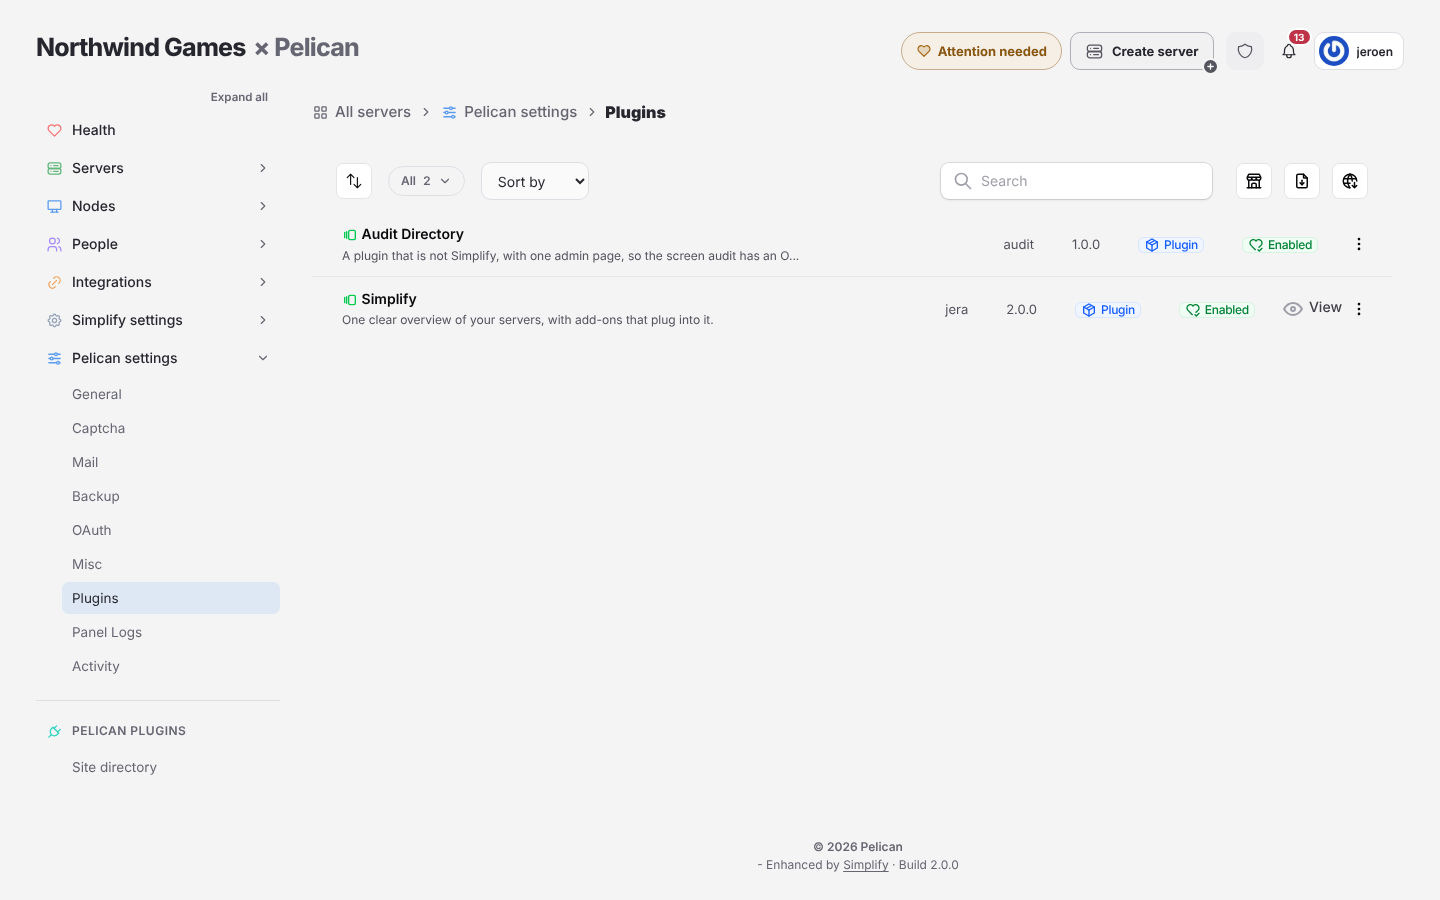 Northwind Games × Pelican
Attention needed
Create server
13
jeroen
Expand all
Health
Servers
Nodes
People
Integrations
Simplify settings
Pelican settings
General
Captcha
Mail
Backup
OAuth
Misc
Plugins
Panel Logs
Activity
PELICAN PLUGINS
Site directory
All servers > Pelican settings > Plugins
All 2
Sort by
Search
Audit Directory
A plugin that is not Simplify, with one admin page, so the screen audit has an O...
audit 1.0.0 Plugin Enabled
Simplify
One clear overview of your servers, with add-ons that plug into it.
jera 2.0.0 Plugin Enabled View
© 2026 Pelican
- Enhanced by Simplify · Build 2.0.0